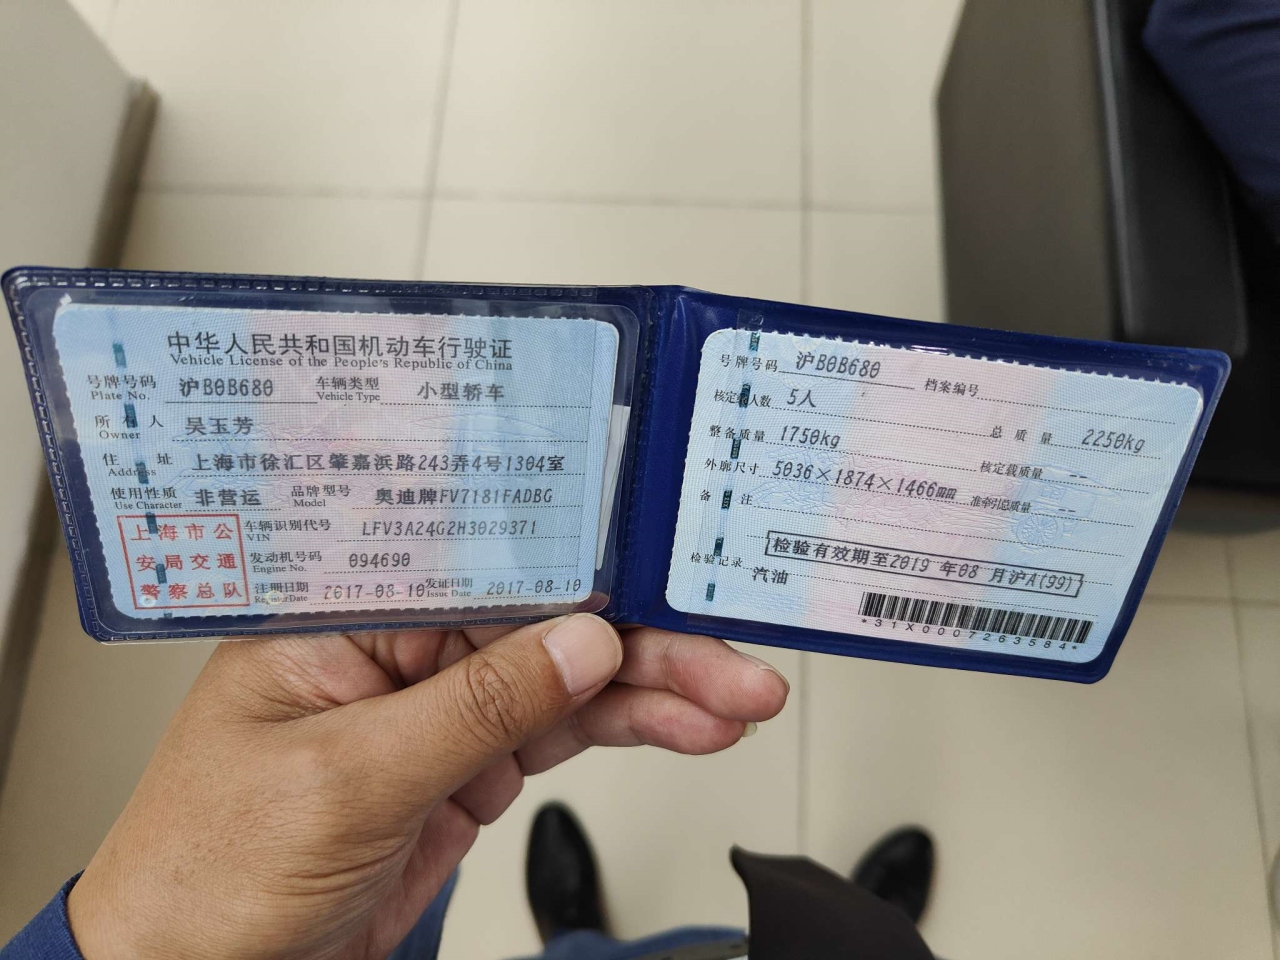 中华人民共和国机动车行驶证
Vehicle License of the People's Republic of China
号牌号码 沪B0B680 车辆类型 小型轿车
Plate No. Vehicle Type
所有人 吴玉芳
Owner
住址 上海市徐汇区肇嘉浜路243弄4号1304室
Address
使用性质 非营运 品牌型号 奥迪牌FV7181FADBG
Use Character Model
上海市公安局交通警察总队
车辆识别代号 LFV3A24G2H3029371
VIN
发动机号码 094690
Engine No.
注册日期 2017-08-10 发证日期 2017-08-10
Register Date Issue Date
号牌号码 沪B0B680 档案编号
核定载人数 5人 总质量 2250kg
整备质量 1750kg 核定载质量 --
外廓尺寸 5036×1874×1466mm 准牵引总质量 --
备注
检验有效期至2019年08月沪A(99)
检验记录
汽油
*31X0007263584*